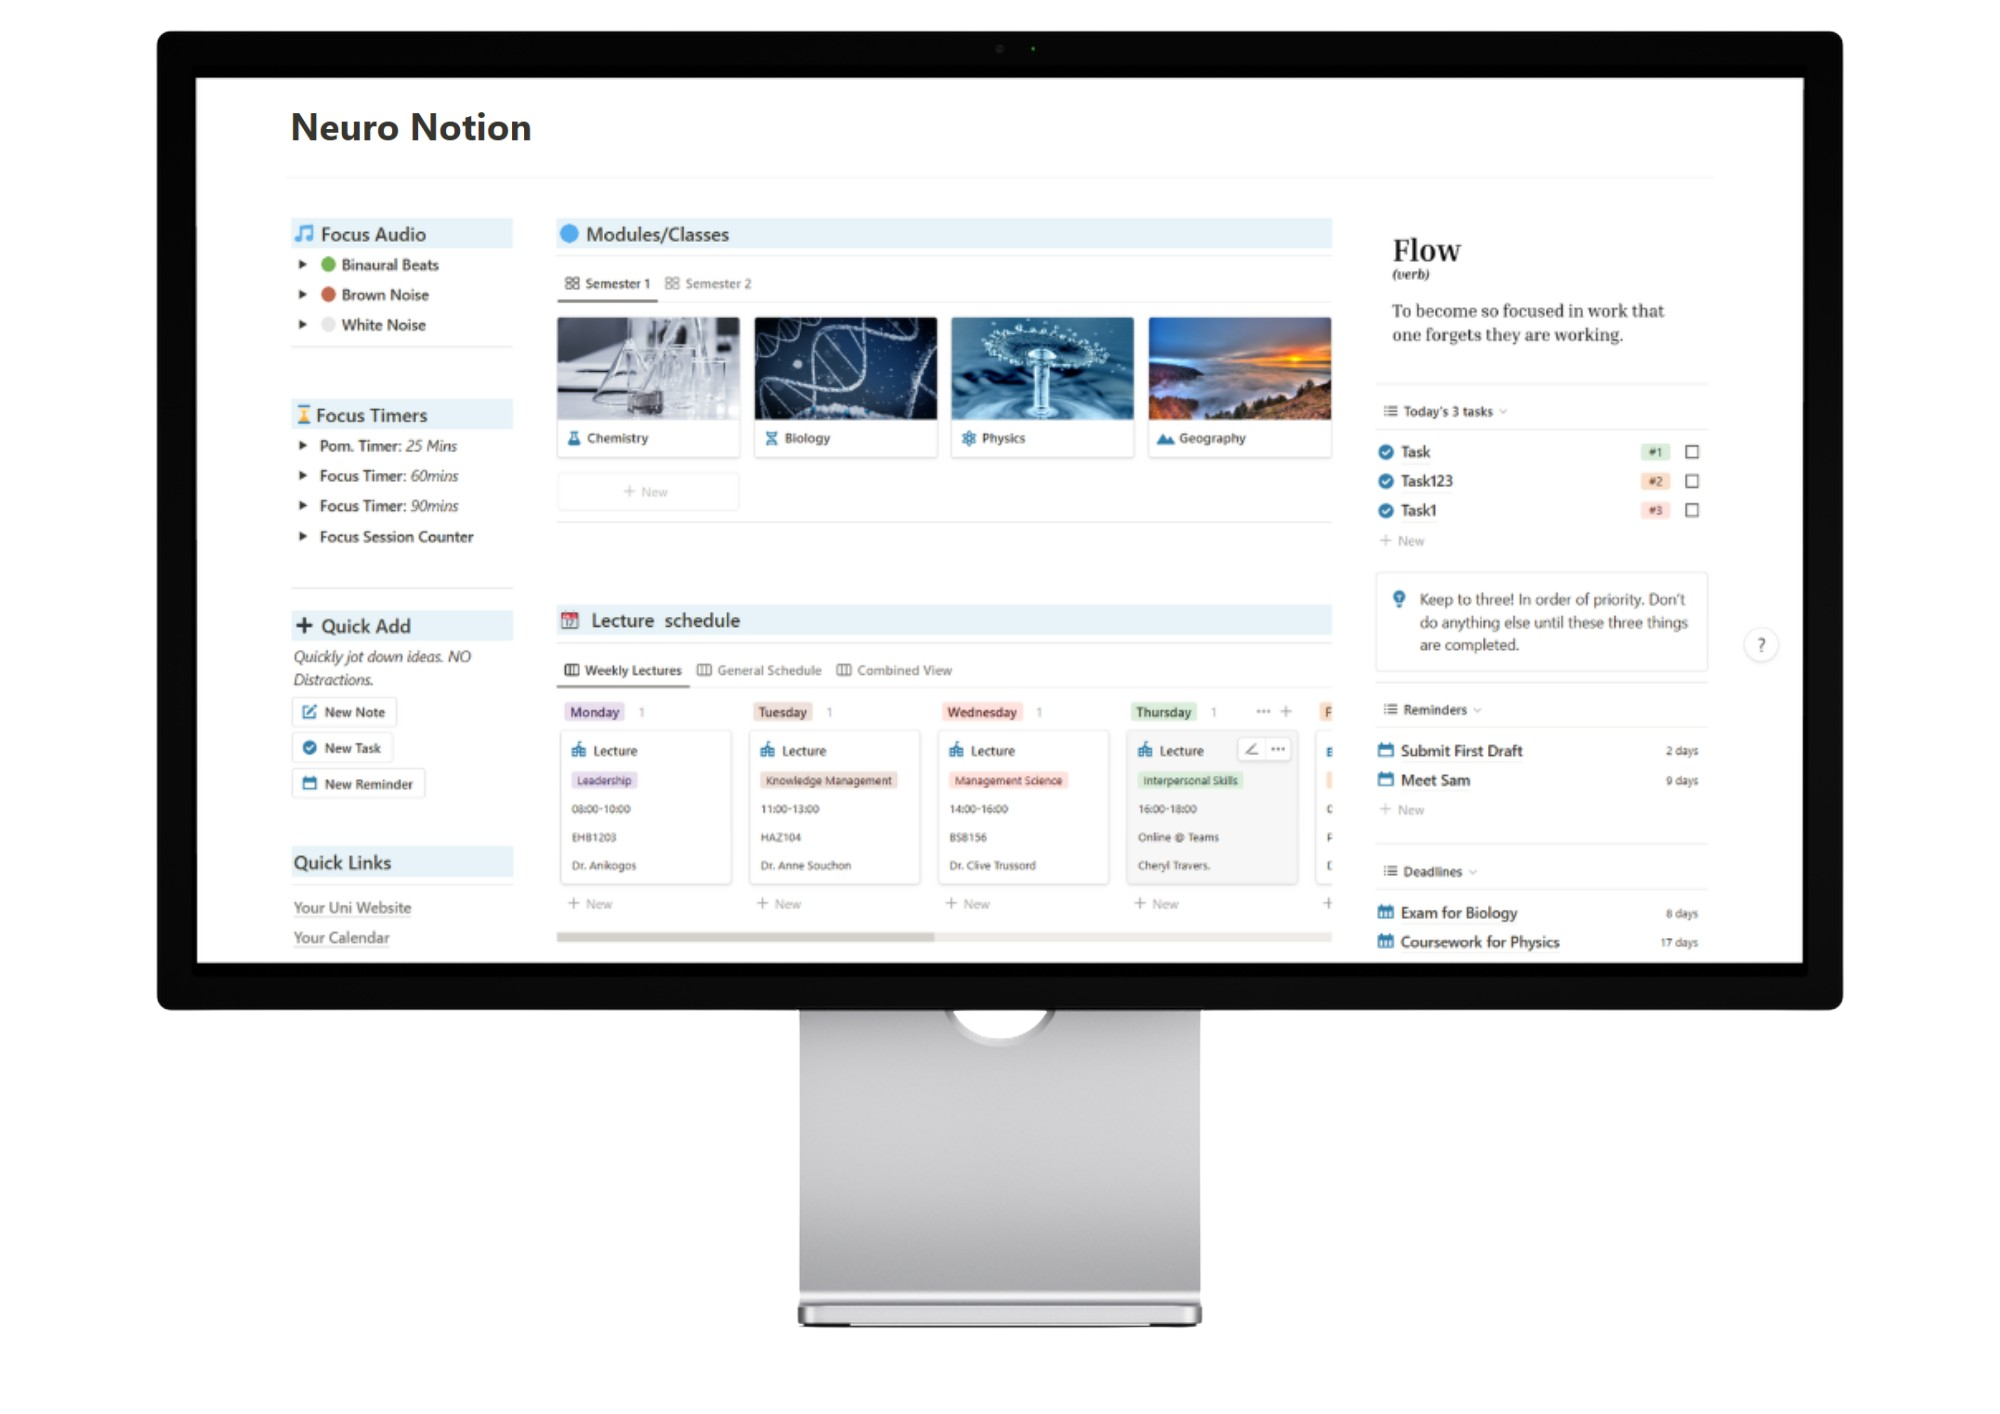 Neuro Notion
Focus Audio
Binaural Beats
Brown Noise
White Noise
Focus Timers
Pom. Timer: 25 Mins
Focus Timer: 60mins
Focus Timer: 90mins
Focus Session Counter
Quick Add
Quickly jot down ideas. NO
Distractions.
New Note
New Task
New Reminder
Quick Links
Your Uni Website
Your Calendar
Modules/Classes
Semester 1 Semester 2
Chemistry Biology Physics Geography
+ New
Lecture schedule
Weekly Lectures General Schedule Combined View
Monday 1 Tuesday 1 Wednesday 1 Thursday 1 F
Lecture Lecture Lecture Lecture
Leadership Knowledge Management Management Science Interpersonal Skills
08:00-10:00 11:00-13:00 14:00-16:00 16:00-18:00
EHB1203 HAZ104 BSB156 Online @ Teams
Dr. Anikogos Dr. Anne Souchon Dr. Clive Trussord Cheryl Travers.
+ New + New + New + New +
Flow
(verb)
To become so focused in work that
one forgets they are working.
Today's 3 tasks
Task #1
Task123 #2
Task1 #3
+ New
Keep to three! In order of priority. Don't
do anything else until these three things
are completed.
?
Reminders
Submit First Draft 2 days
Meet Sam 9 days
+ New
Deadlines
Exam for Biology 8 days
Coursework for Physics 17 days